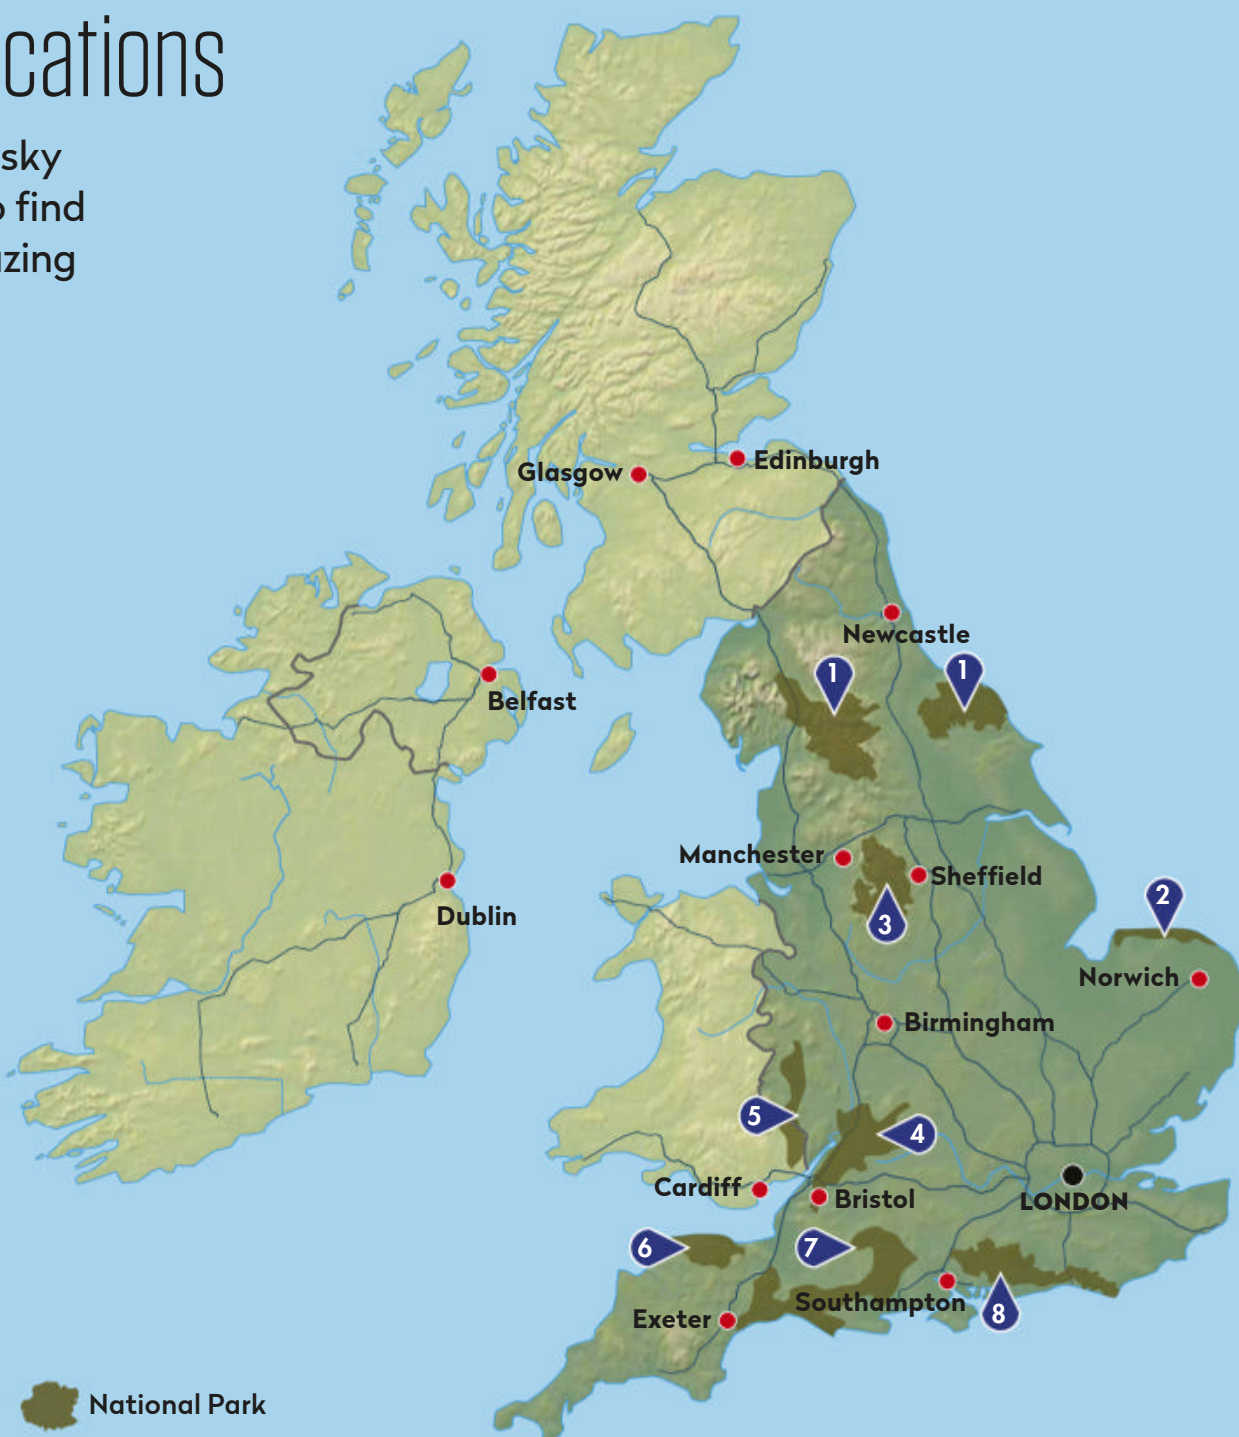 cations
sky
o find
azing
Glasgow
Edinburgh
Newcastle
1
1
Belfast
Manchester
Sheffield
2
3
Dublin
Norwich
Birmingham
5
4
Cardiff
Bristol
LONDON
6
7
Southampton
8
Exeter
National Park